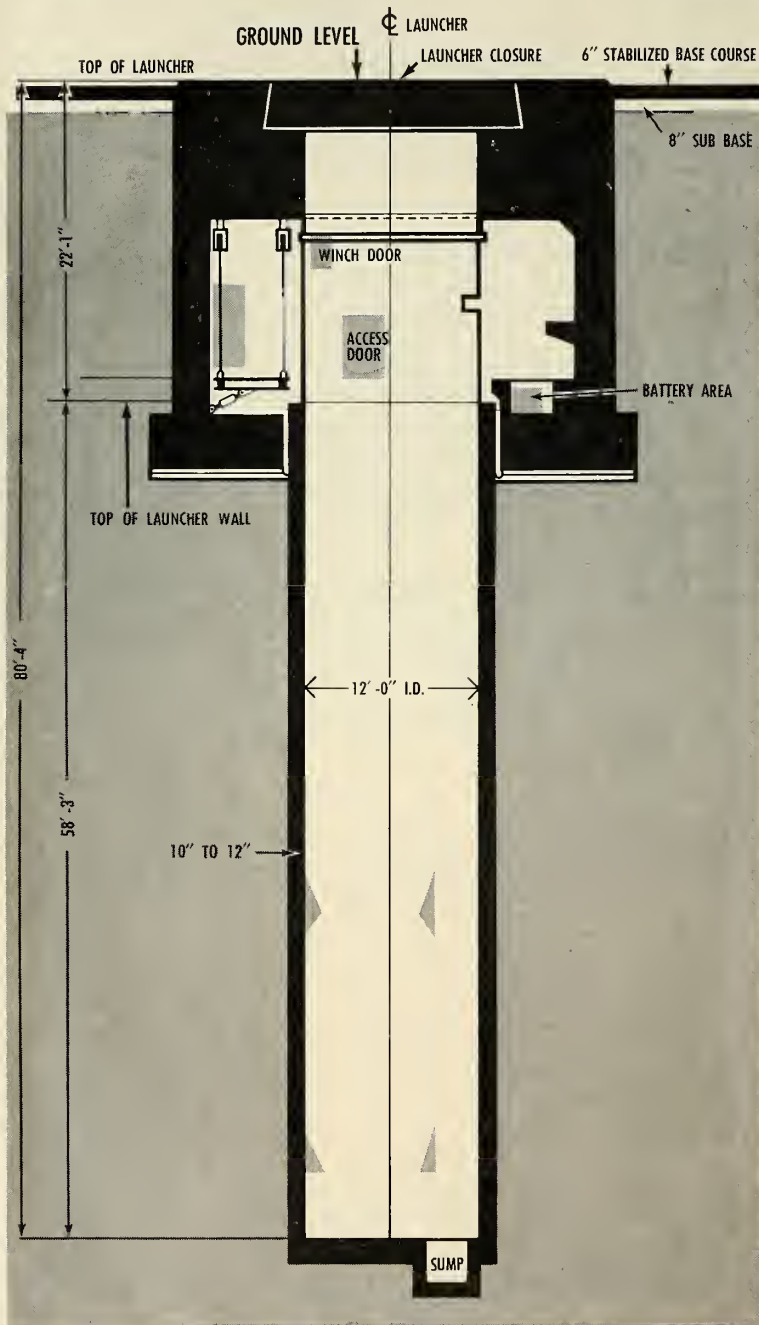 ℄ LAUNCHER
GROUND LEVEL
LAUNCHER CLOSURE
6" STABILIZED BASE COURSE
TOP OF LAUNCHER
8" SUB BASE
22'-1"
WINCH DOOR
ACCESS
DOOR
BATTERY AREA
TOP OF LAUNCHER WALL
80'-4"
12'-0" I.D.
58'-3"
10" TO 12"
SUMP